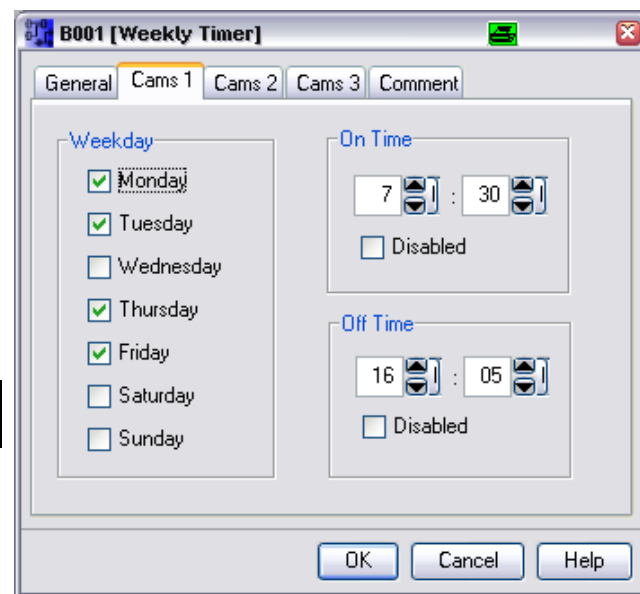 B001 [Weekly Timer]
General Cams 1 Cams 2 Cams 3 Comment
Weekday
Monday
Tuesday
Wednesday
Thursday
Friday
Saturday
Sunday
On Time
7 : 30
Disabled
Off Time
16 : 05
Disabled
OK Cancel Help